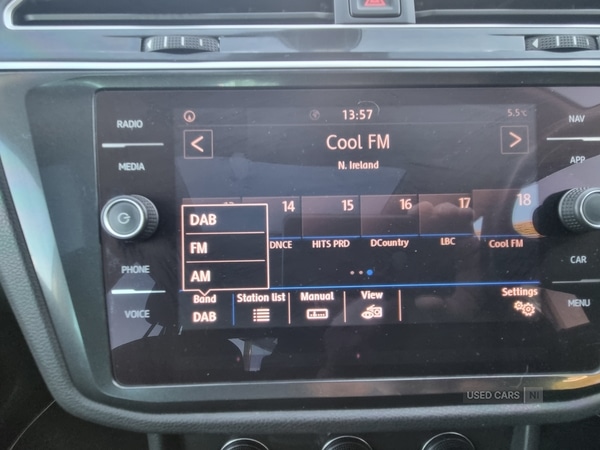 13:57
5.5°C
RADIO
Cool FM
NAV
N. Ireland
MEDIA
APP
14
15
16
17
18
DAB
FM
AM
DNCE
HITS PRD
DCountry
LBC
Cool FM
PHONE
CAR
Band
Station list
Manual
View
Settings
DAB
VOICE
MENU
USED CARS NI